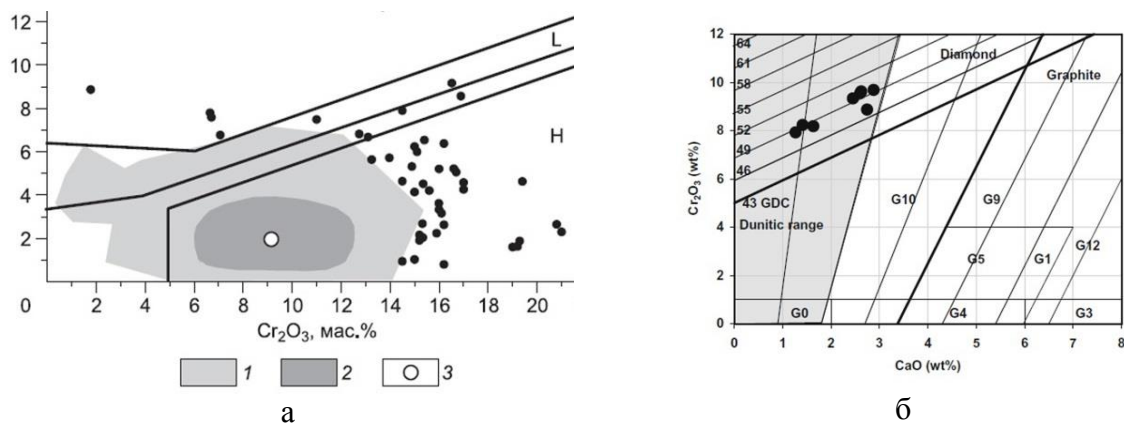 12
10
8
6
4
2
0
2
4
6
8
10
12
14
16
18
20
Cr₂O₃, мас.%
L
H
1
2
3
а
12
10
8
6
4
2
0
0
1
2
3
4
5
6
7
8
Cr₂O₃ (wt%)
CaO (wt%)
64
61
58
55
52
49
46
43 GDC
Dunitic range
Diamond
Graphite
G10
G9
G5
G1
G12
G0
G4
G3
б